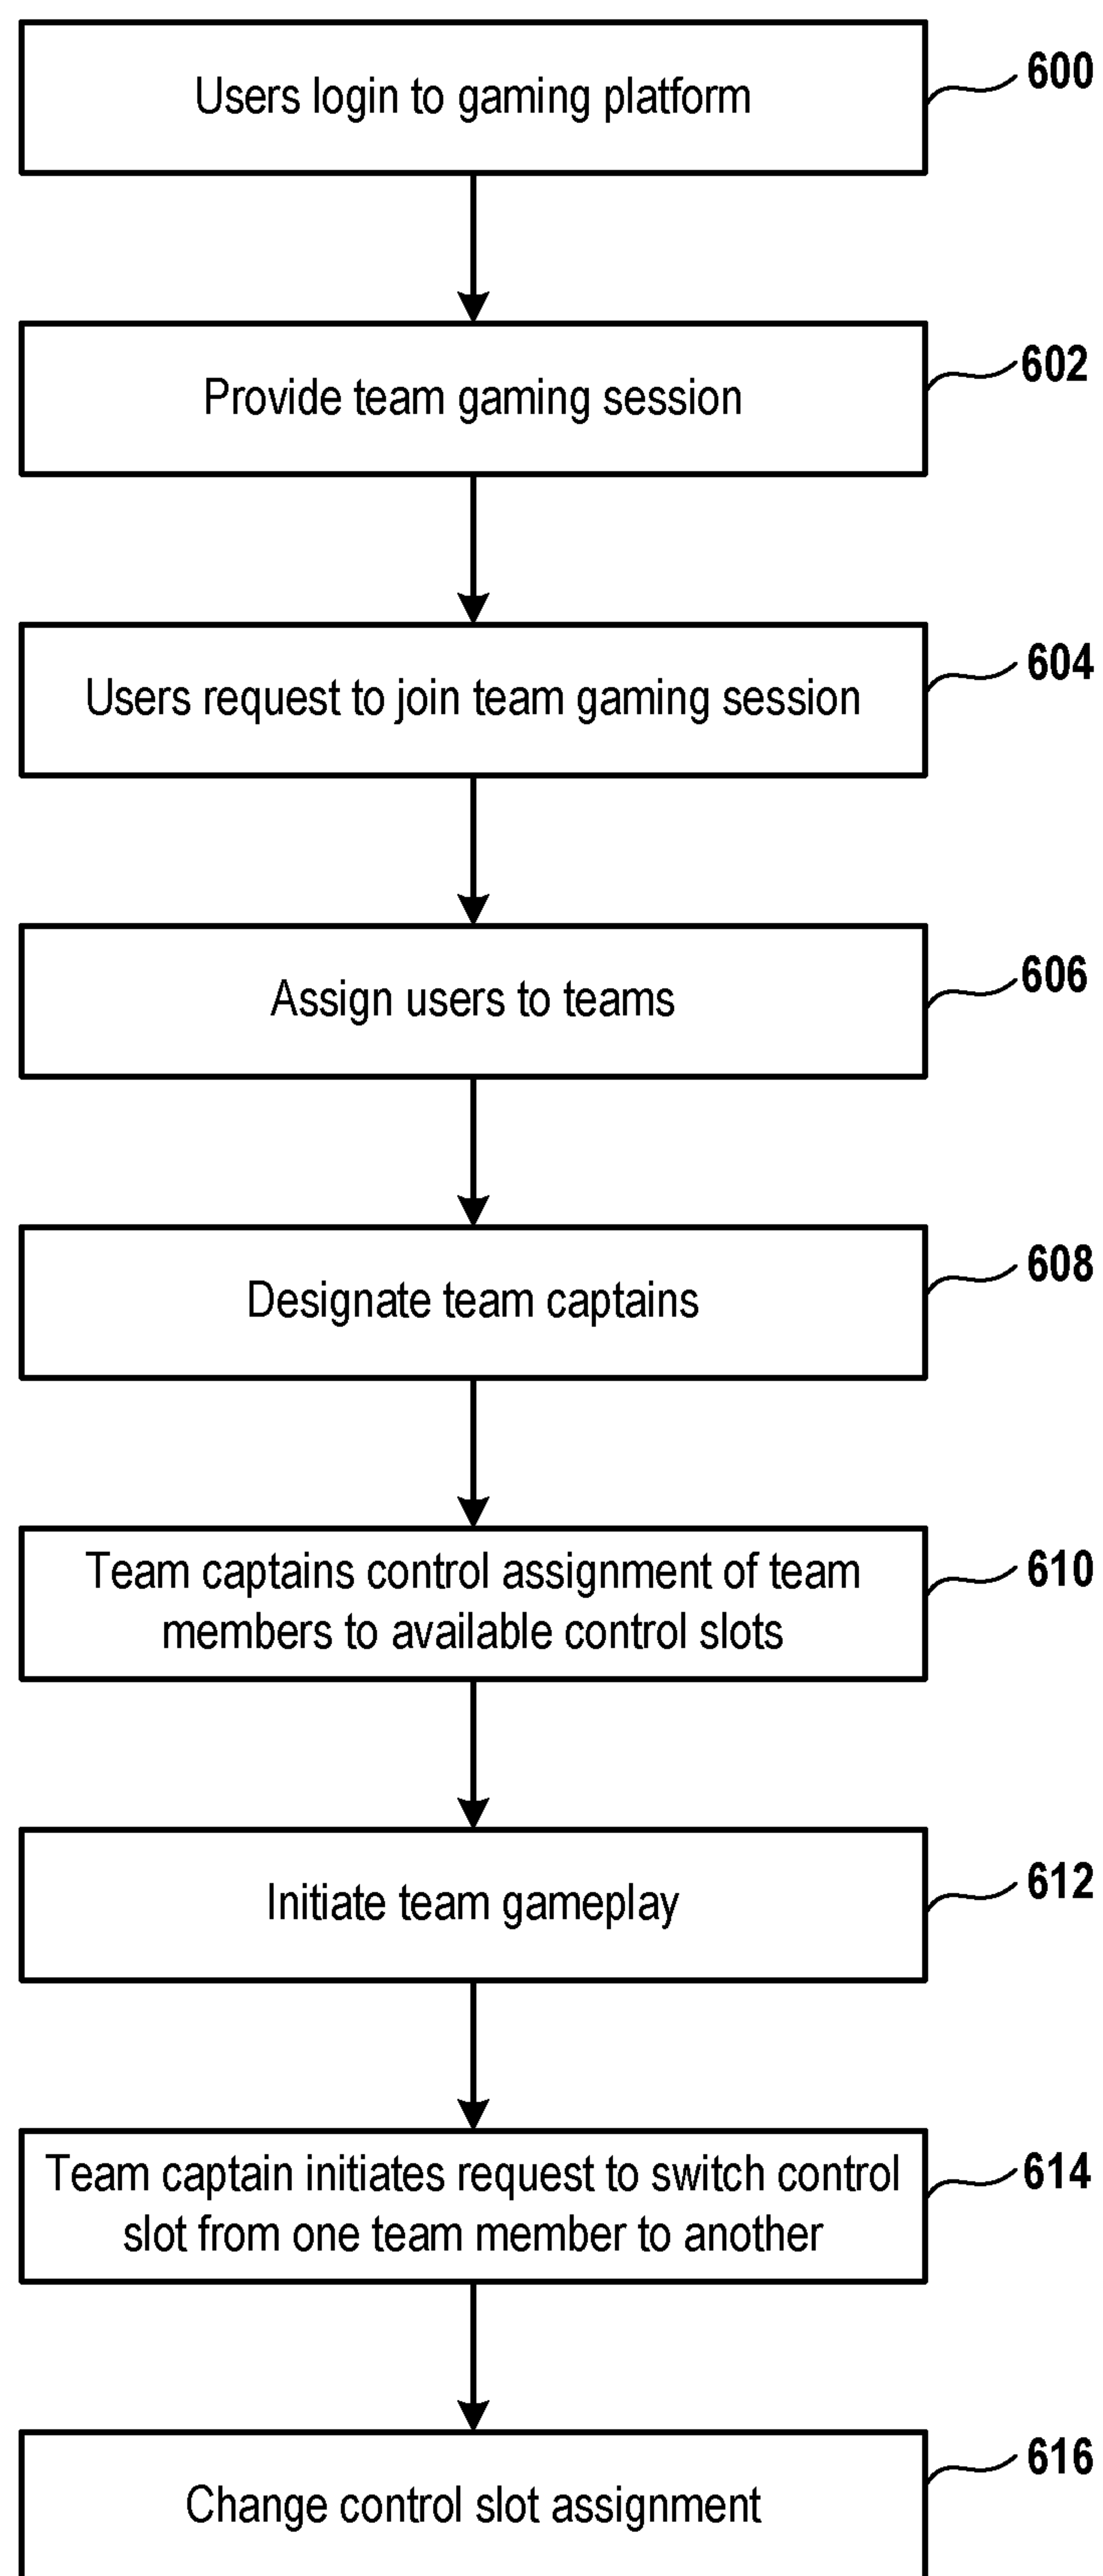 Users login to gaming platform
600
Provide team gaming session
602
Users request to join team gaming session
604
Assign users to teams
606
Designate team captains
608
Team captains control assignment of team
members to available control slots
610
Initiate team gameplay
612
Team captain initiates request to switch control
slot from one team member to another
614
Change control slot assignment
616